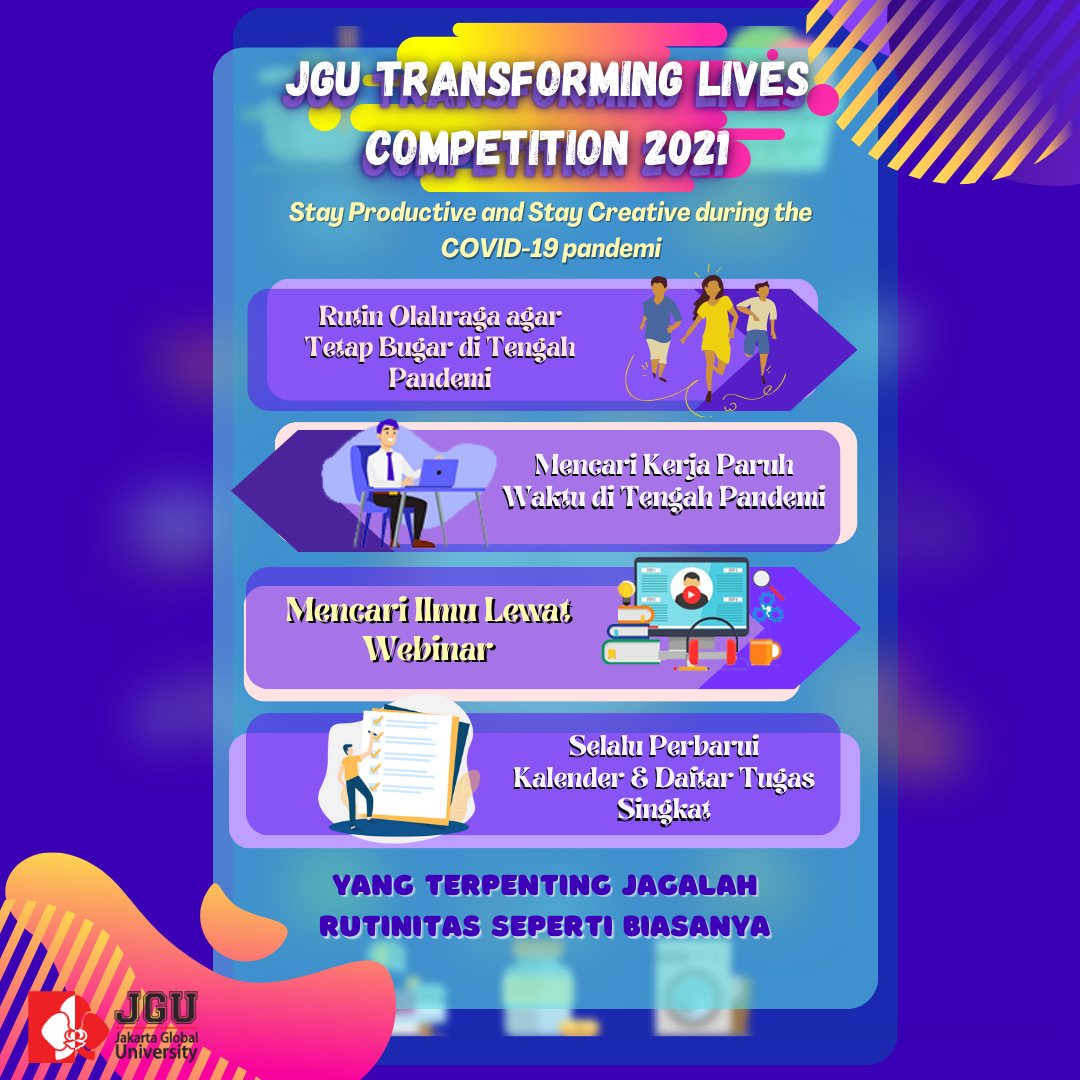 JGU TRANSFORMING LIVES
COMPETITION 2021
Stay Productive and Stay Creative during the
COVID-19 pandemi
Rutin Olahraga agar
Tetap Bugar di Tengah
Pandemi
Mencari Kerja Paruh
Waktu di Tengah Pandemi
Mencari Ilmu Lewat
Webinar
Selalu Perbarui
Kalender & Daftar Tugas
Singkat
YANG TERPENTING JAGALAH
RUTINITAS SEPERTI BIASANYA
JGU
Jakarta Global
University